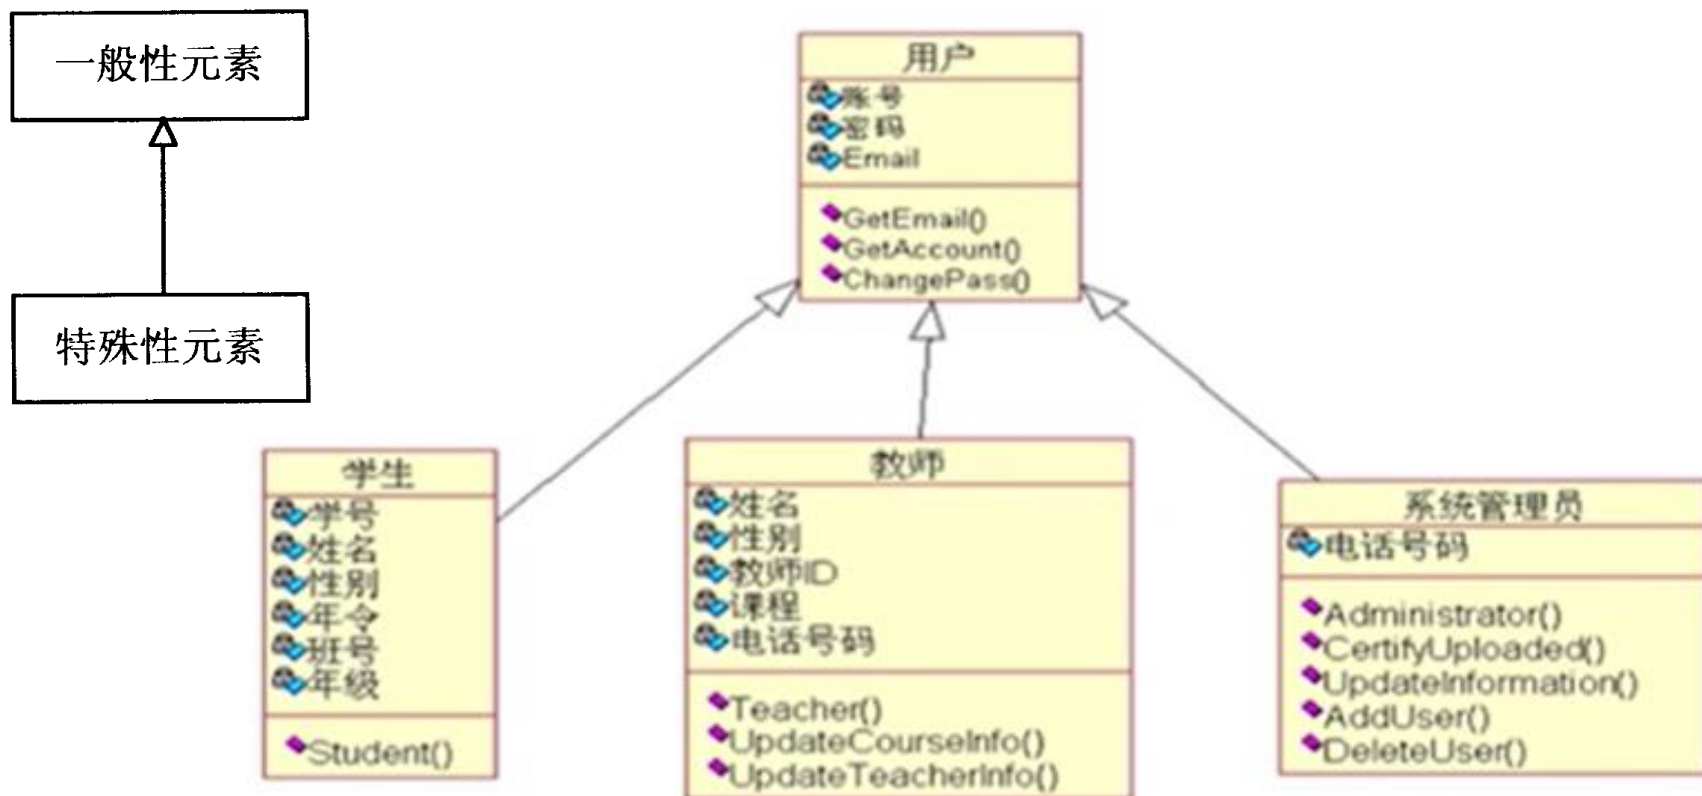 一般性元素
特殊性元素
用户
账号
密码
Email
GetEmail()
GetAccount()
ChangePass()
学生
学号
姓名
性别
年令
班号
年级
Student()
教师
姓名
性别
教师ID
课程
电话号码
Teacher()
UpdateCourseInfo()
UpdateTeacherInfo()
系统管理员
电话号码
Administrator()
CertifyUploaded()
UpdateInformation()
AddUser()
DeleteUser()